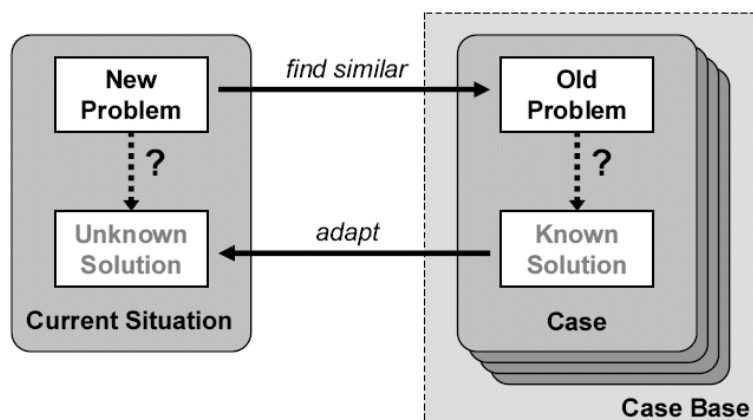 New
Problem
find similar
Old
Problem
?
?
Unknown
Solution
adapt
Known
Solution
Current Situation
Case
Case Base